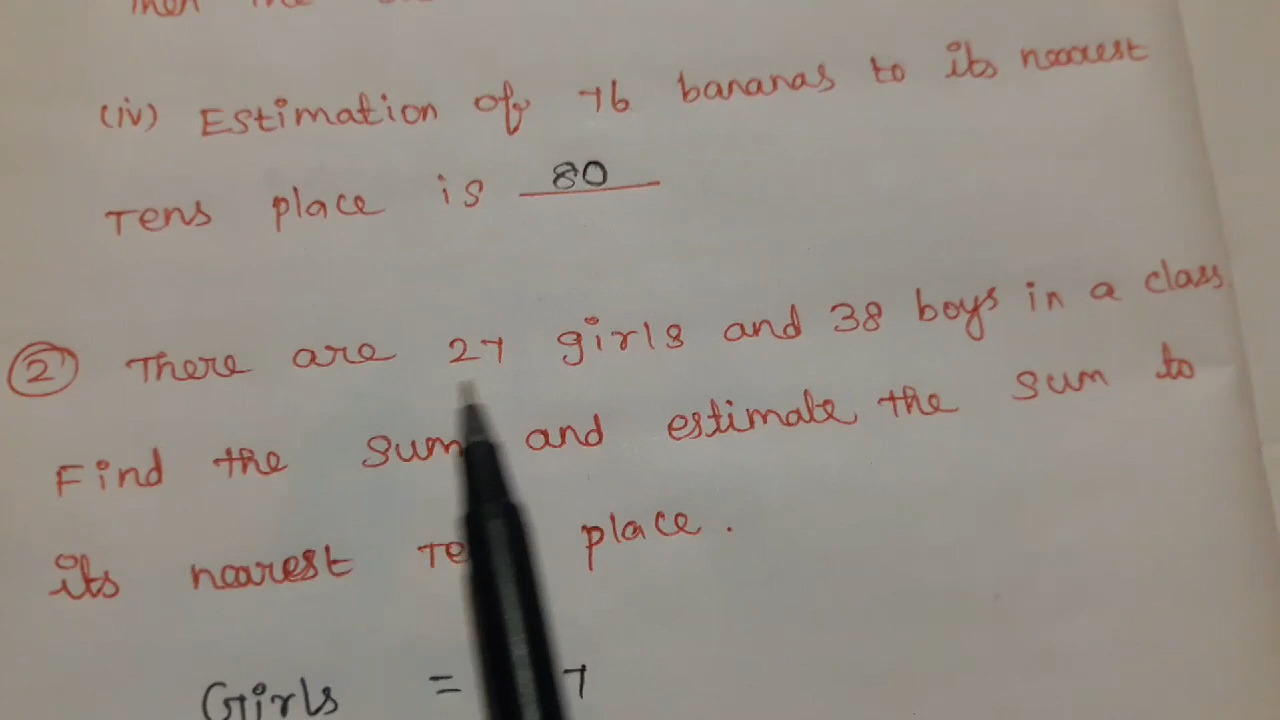 (iv) Estimation of 76 bananas to its nearest
Tens place is 80
② There are 27 girls and 38 boys in a class.
Find the sum and estimate the sum to
its nearest place.
Girls = 7